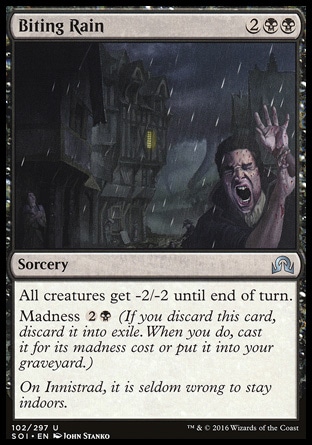 Biting Rain 2
Sorcery
All creatures get -2/-2 until end of turn.
Madness 2 (If you discard this card,
discard it into exile. When you do, cast
it for its madness cost or put it into your
graveyard.)
On Innistrad, it is seldom wrong to stay
indoors.
102/297 U
SOI • EN JOHN STANKO
™ & © 2016 Wizards of the Coast